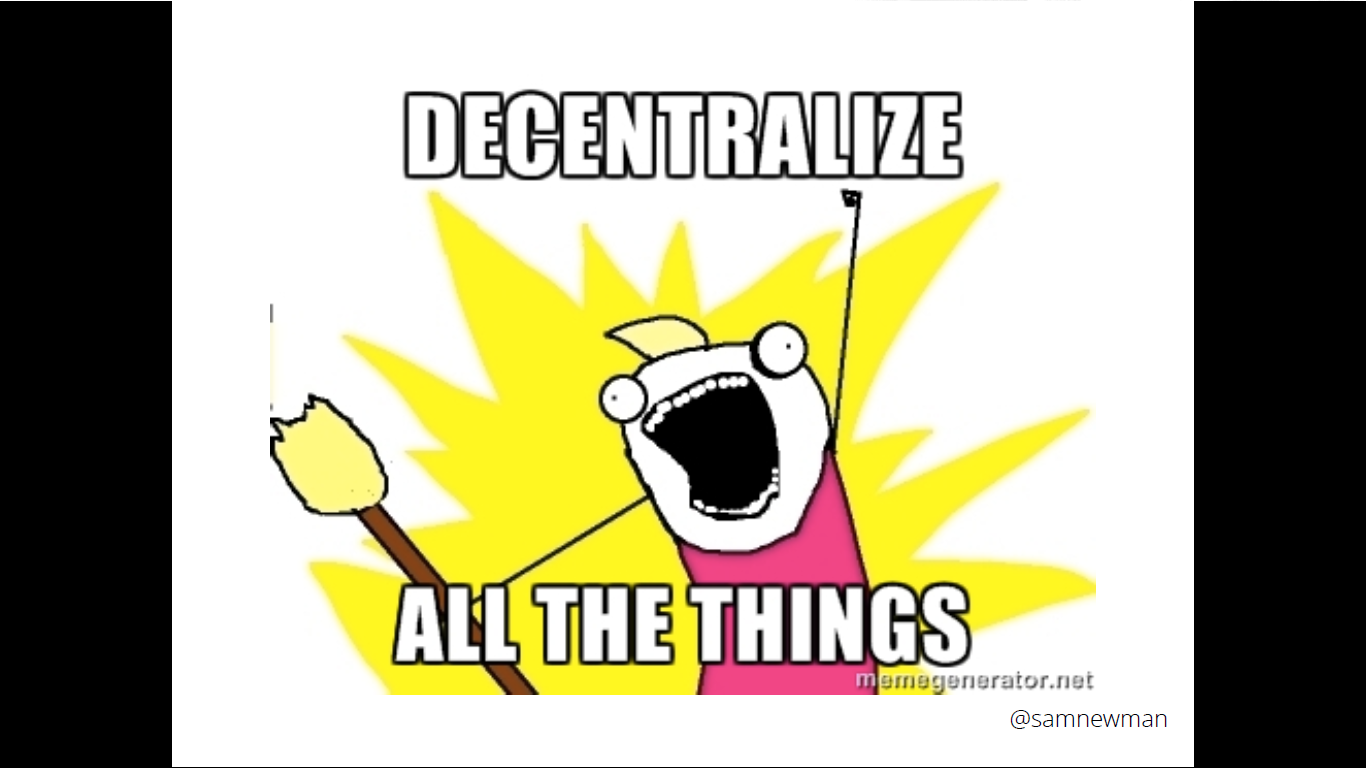 DECENTRALIZE
ALL THE THINGS
memegenerator.net
@samnewman